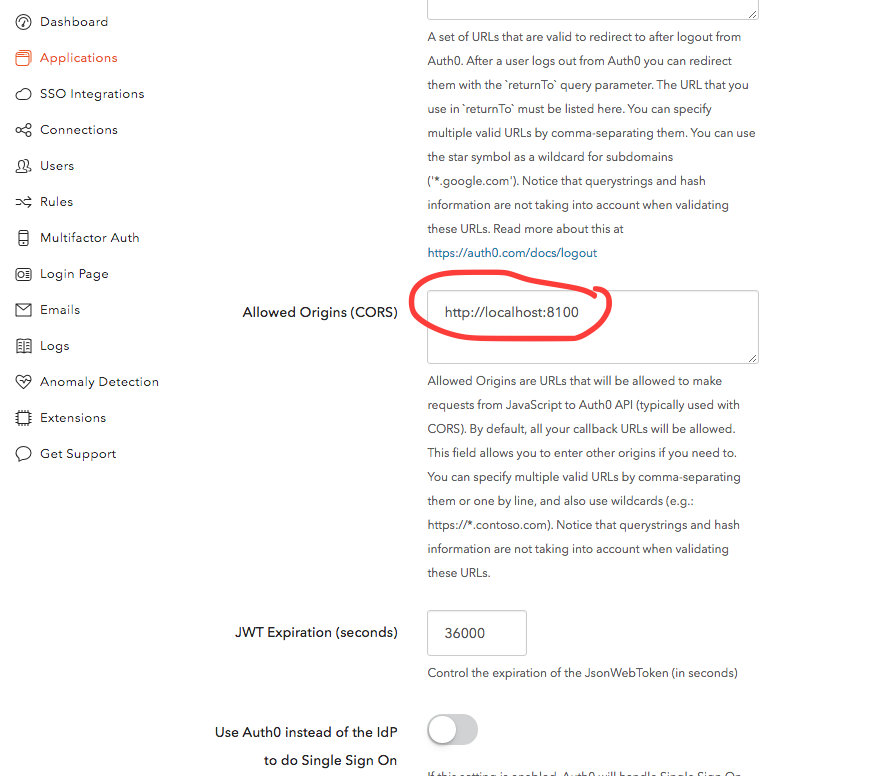 Dashboard
Applications
SSO Integrations
Connections
Users
Rules
Multifactor Auth
Login Page
Emails
Logs
Anomaly Detection
Extensions
Get Support
A set of URLs that are valid to redirect to after logout from
Auth0. After a user logs out from Auth0 you can redirect
them with the `returnTo` query parameter. The URL that you
use in `returnTo` must be listed here. You can specify
multiple valid URLs by comma-separating them. You can use
the star symbol as a wildcard for subdomains
('*.google.com'). Notice that querystrings and hash
information are not taking into account when validating
these URLs. Read more about this at
https://auth0.com/docs/logout
Allowed Origins (CORS)
http://localhost:8100
Allowed Origins are URLs that will be allowed to make
requests from JavaScript to Auth0 API (typically used with
CORS). By default, all your callback URLs will be allowed.
This field allows you to enter other origins if you need to.
You can specify multiple valid URLs by comma-separating
them or one by line, and also use wildcards (e.g.:
https://*.contoso.com). Notice that querystrings and hash
information are not taking into account when validating
these URLs.
JWT Expiration (seconds)
36000
Control the expiration of the JsonWebToken (in seconds)
Use Auth0 instead of the IdP
to do Single Sign On
If this setting is enabled, Auth0 will handle Single Sign On